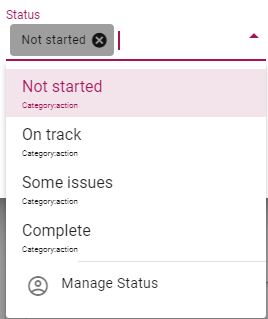 Status
Not started
Not started
Category:action
On track
Category:action
Some issues
Category:action
Complete
Category:action
Manage Status